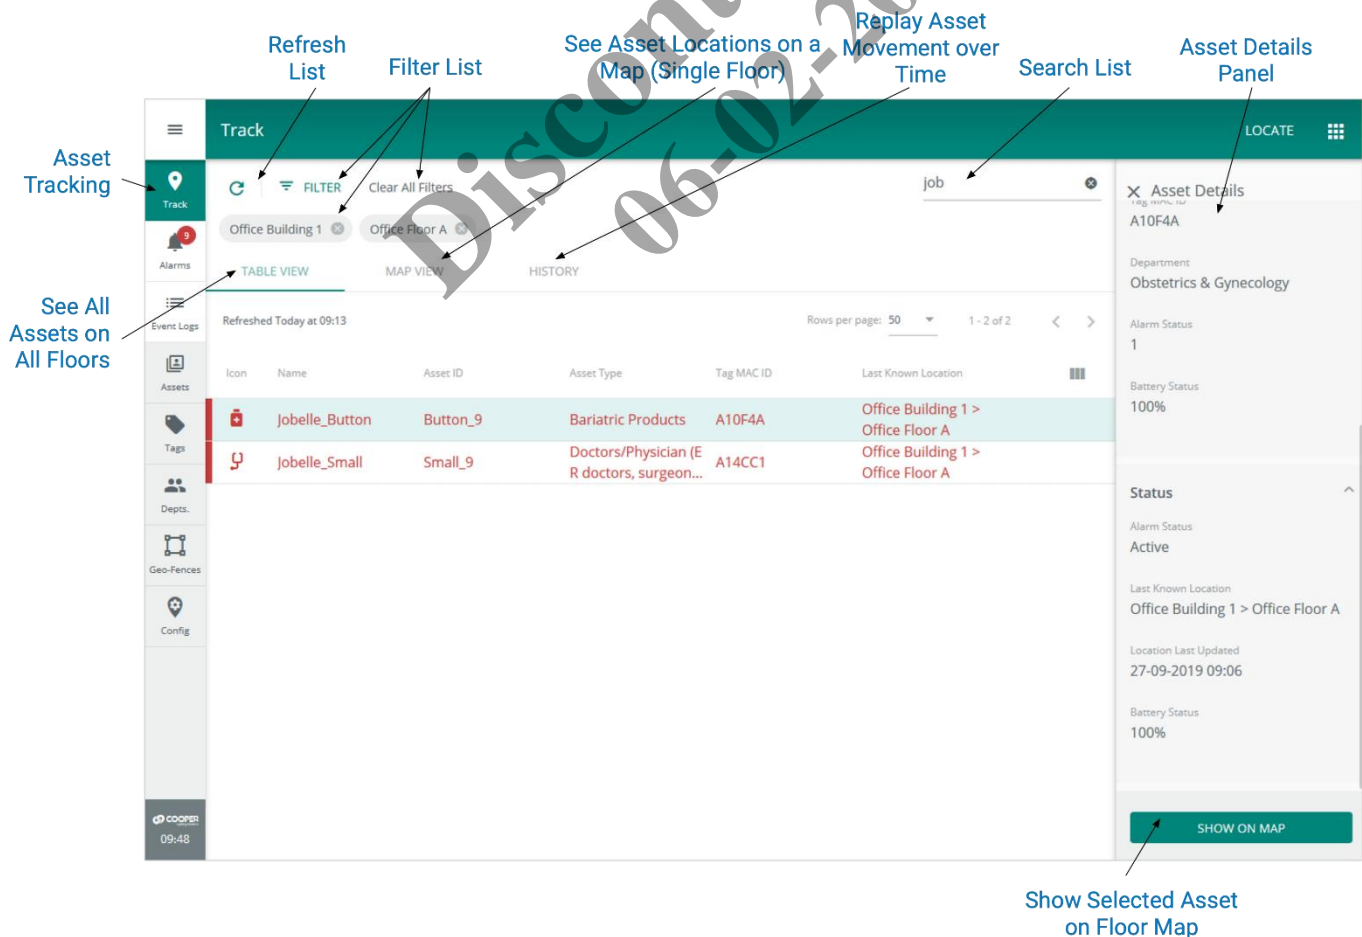 Refresh
List
Filter List
See Asset Locations on a
Map (Single Floor)
Replay Asset
Movement over
Time
Search List
Asset Details
Panel
Track
LOCATE
Asset
Tracking
Track
FILTER
Clear All Filters
job
Asset Details
Tag MAC ID
A10F4A
Office Building 1
Office Floor A
9
Alarms
TABLE VIEW
MAP VIEW
HISTORY
Department
Obstetrics & Gynecology
See All
Assets on
All Floors
Event Logs
Refreshed Today at 09:13
Rows per page: 50
1 - 2 of 2
Alarm Status
1
Assets
Icon
Name
Asset ID
Asset Type
Tag MAC ID
Last Known Location
Battery Status
100%
Jobelle_Button
Button_9
Bariatric Products
A10F4A
Office Building 1 >
Office Floor A
Tags
Jobelle_Small
Small_9
Doctors/Physician (E
R doctors, surgeon...
A14CC1
Office Building 1 >
Office Floor A
Depts.
Geo-Fences
Config
Status
Alarm Status
Active
Last Known Location
Office Building 1 > Office Floor A
Location Last Updated
27-09-2019 09:06
Battery Status
100%
COOPER
09:48
SHOW ON MAP
Show Selected Asset
on Floor Map
Discont
06-02-20